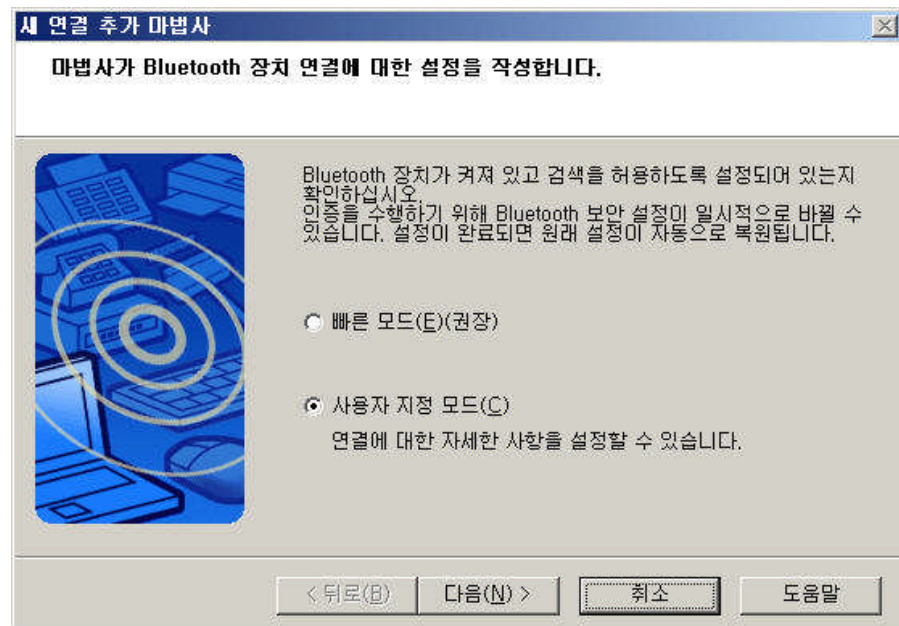 새 연결 추가 마법사
마법사가 Bluetooth 장치 연결에 대한 설정을 작성합니다.
Bluetooth 장치가 켜져 있고 검색을 허용하도록 설정되어 있는지
확인하십시오.
인증을 수행하기 위해 Bluetooth 보안 설정이 일시적으로 바뀔 수
있습니다. 설정이 완료되면 원래 설정이 자동으로 복원됩니다.
빠른 모드(E)(권장)
사용자 지정 모드(C)
연결에 대한 자세한 사항을 설정할 수 있습니다.
< 뒤로(B) 다음(N) > 취소 도움말